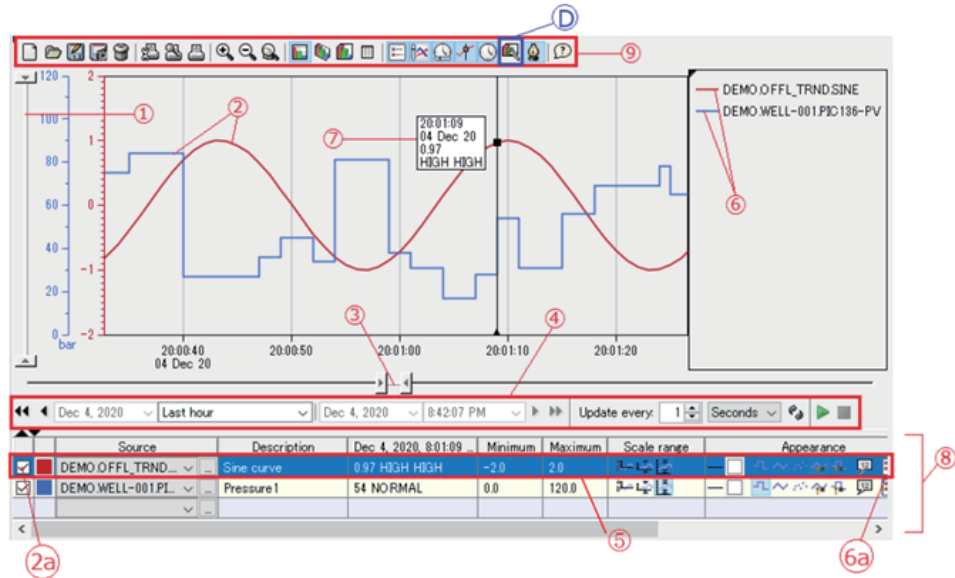 D
⑨
120
2
DEMO.OFFL_TRND.SINE
①
②
DEMO.WELL-001.PIC136-PV
100
⑦
20:01:09
04 Dec 20
0.97
HIGH HIGH
1
80
60
0
⑥
40
-1
20
③
④
0
-2
bar
20:00:40
20:00:50
20:01:00
20:01:10
20:01:20
04 Dec 20
Dec 4, 2020 Last hour Dec 4, 2020 8:42:07 PM Update every: 1 Seconds
Source Description Dec 4, 2020, 8:01:09 ... Minimum Maximum Scale range Appearance
DEMO.OFFL_TRND... ... Sine curve 0.97 HIGH HIGH -2.0 2.0 12
⑧
DEMO.WELL-001.PI... ... Pressure1 54 NORMAL 0.0 120.0 12
...
⑤
2a
6a